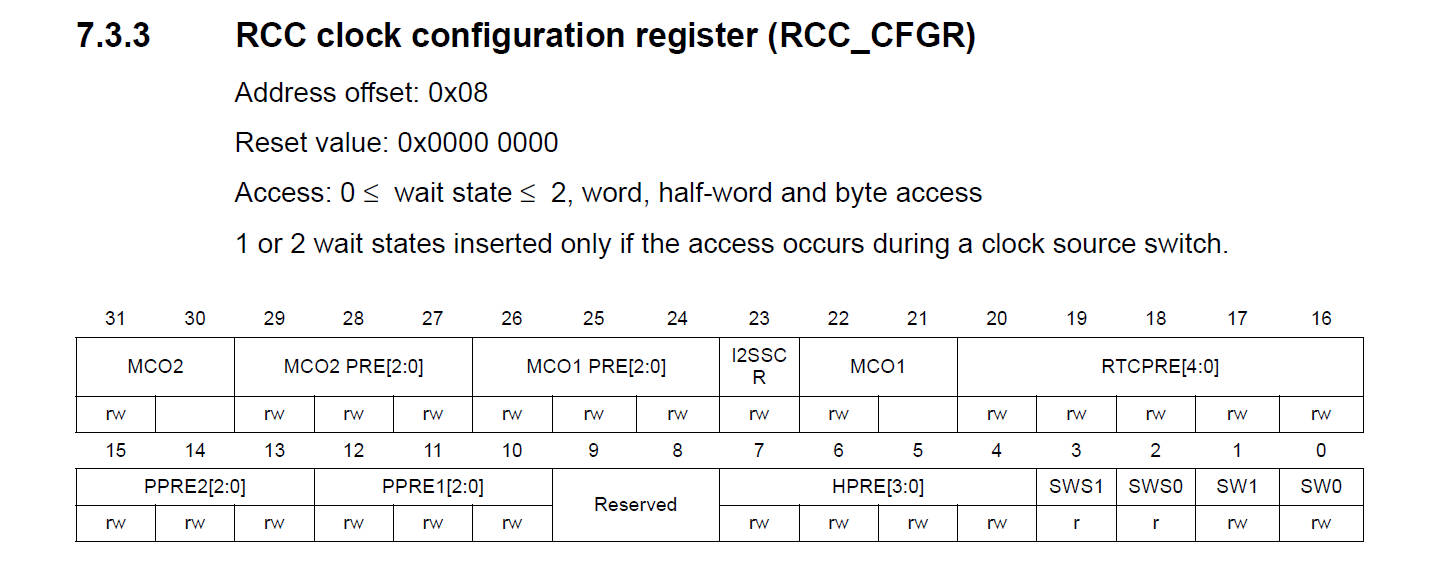 7.3.3 RCC clock configuration register (RCC_CFGR)
Address offset: 0x08
Reset value: 0x0000 0000
Access: 0 ≤ wait state ≤ 2, word, half-word and byte access
1 or 2 wait states inserted only if the access occurs during a clock source switch.
31 30 29 28 27 26 25 24 23 22 21 20 19 18 17 16
MCO2 MCO2 PRE[2:0] MCO1 PRE[2:0] I2SSC
R MCO1 RTCPRE[4:0]
rw rw rw rw rw rw rw rw rw rw rw rw rw rw
15 14 13 12 11 10 9 8 7 6 5 4 3 2 1 0
PPRE2[2:0] PPRE1[2:0] Reserved HPRE[3:0] SWS1 SWS0 SW1 SW0
rw rw rw rw rw rw rw rw rw rw r r rw rw